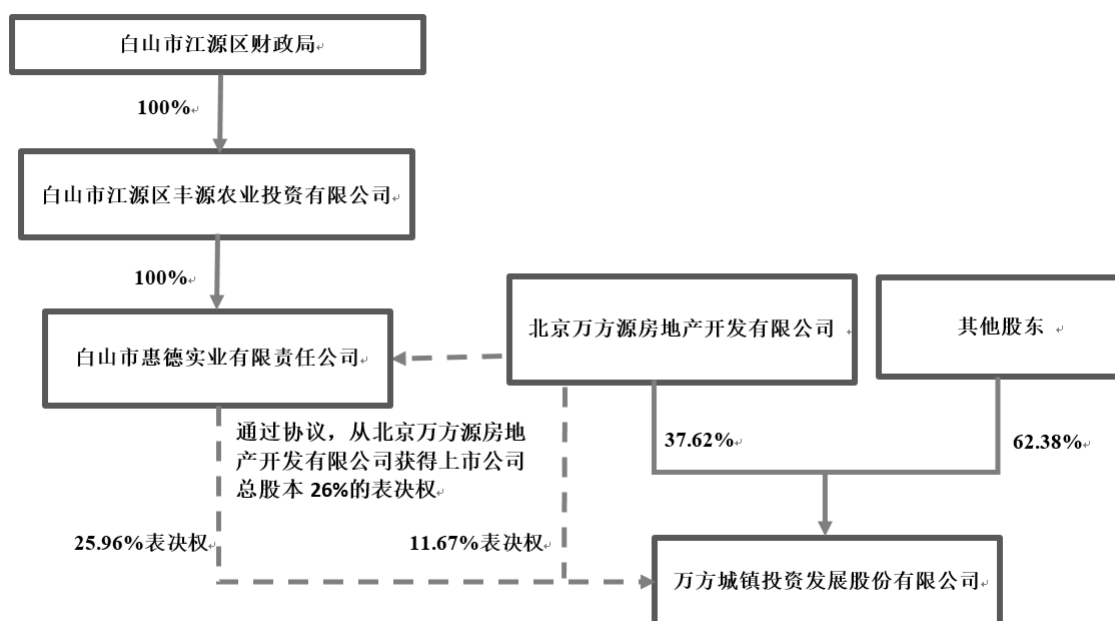 白山市江源区财政局
100%
白山市江源区丰源农业投资有限公司
100%
北京万方源房地产开发有限公司
其他股东
白山市惠德实业有限责任公司
通过协议，从北京万方源房地
产开发有限公司获得上市公司
总股本 26%的表决权
37.62%
62.38%
25.96%表决权
11.67%表决权
万方城镇投资发展股份有限公司